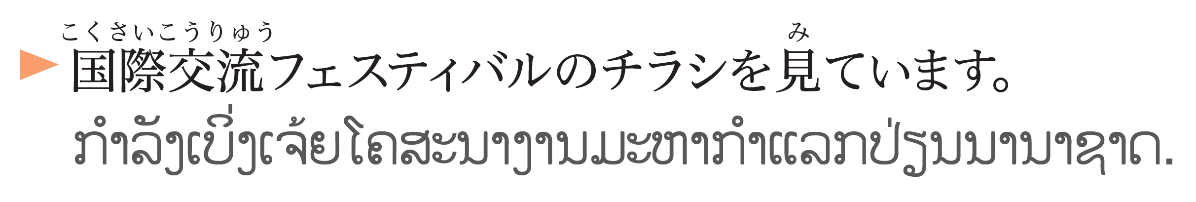 こくさいこうりゅう　み
国際交流フェスティバルのチラシを見ています。
ກຳລັງເບິ່ງເຈ້ຍໂຄສະນາງານມະຫາກຳແລກປ່ຽນນານາຊາດ.